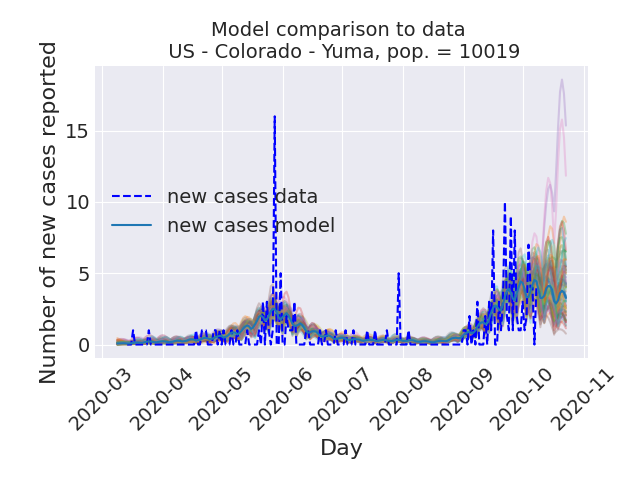 Model comparison to data
US - Colorado - Yuma, pop. = 10019
Number of new cases reported
15
10
5
0
new cases data
new cases model
2020-03
2020-04
2020-05
2020-06
2020-07
2020-08
2020-09
2020-10
2020-11
Day